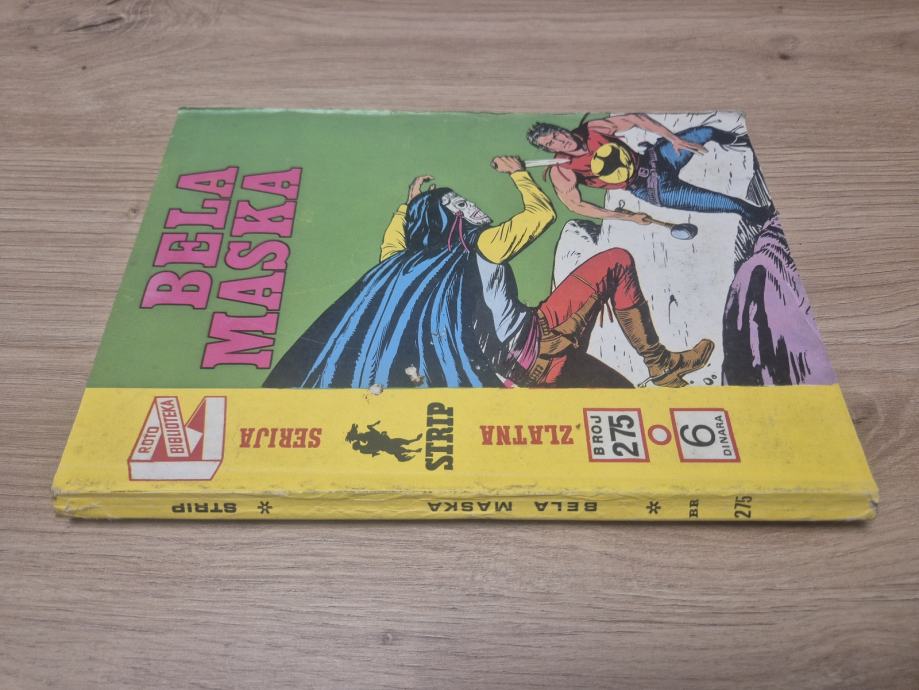 BELA
MASKA
ROTO
BIBLIOTEKA
ZLATNA
STRIP
SERIJA
BROJ
275
6
DINARA
STRIP * BELA MASKA * BR 275